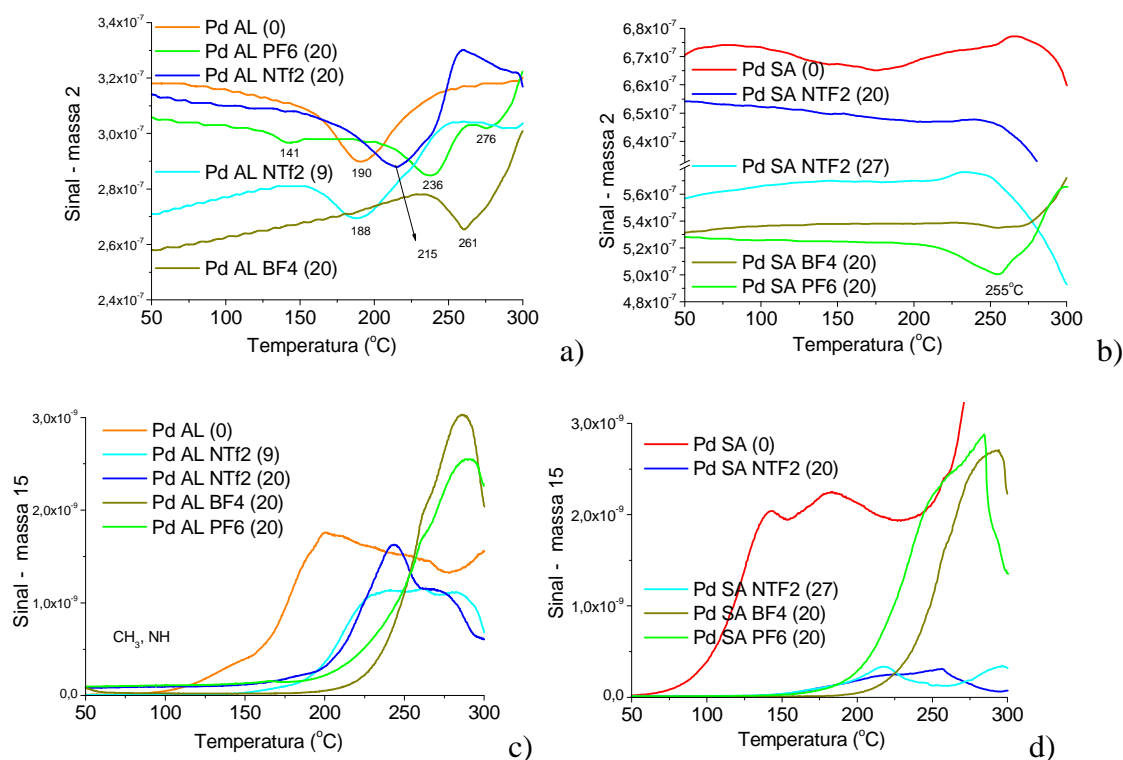 3,4x10⁻⁷
3,2x10⁻⁷
3,0x10⁻⁷
2,8x10⁻⁷
2,6x10⁻⁷
2,4x10⁻⁷
Sinal - massa 2
Pd AL (0)
Pd AL PF6 (20)
Pd AL NTf2 (20)
141
190
236
276
Pd AL NTf2 (9)
188
215
261
Pd AL BF4 (20)
50 100 150 200 250 300
Temperatura (°C)
a)
6,8x10⁻⁷
6,7x10⁻⁷
6,5x10⁻⁷
6,4x10⁻⁷
5,6x10⁻⁷
5,4x10⁻⁷
5,2x10⁻⁷
5,0x10⁻⁷
4,8x10⁻⁷
Sinal - massa 2
Pd SA (0)
Pd SA NTF2 (20)
Pd SA NTF2 (27)
Pd SA BF4 (20)
Pd SA PF6 (20)
255°C
50 100 150 200 250 300
Temperatura (°C)
b)
3,0x10⁻⁹
2,0x10⁻⁹
1,0x10⁻⁹
0,0
Sinal - massa 15
Pd AL (0)
Pd AL NTf2 (9)
Pd AL NTf2 (20)
Pd AL BF4 (20)
Pd AL PF6 (20)
CH₃, NH
50 100 150 200 250 300
Temperatura (°C)
c)
3,0x10⁻⁹
2,0x10⁻⁹
1,0x10⁻⁹
0,0
Sinal - massa 15
Pd SA (0)
Pd SA NTF2 (20)
Pd SA NTF2 (27)
Pd SA BF4 (20)
Pd SA PF6 (20)
50 100 150 200 250 300
Temperatura (°C)
d)